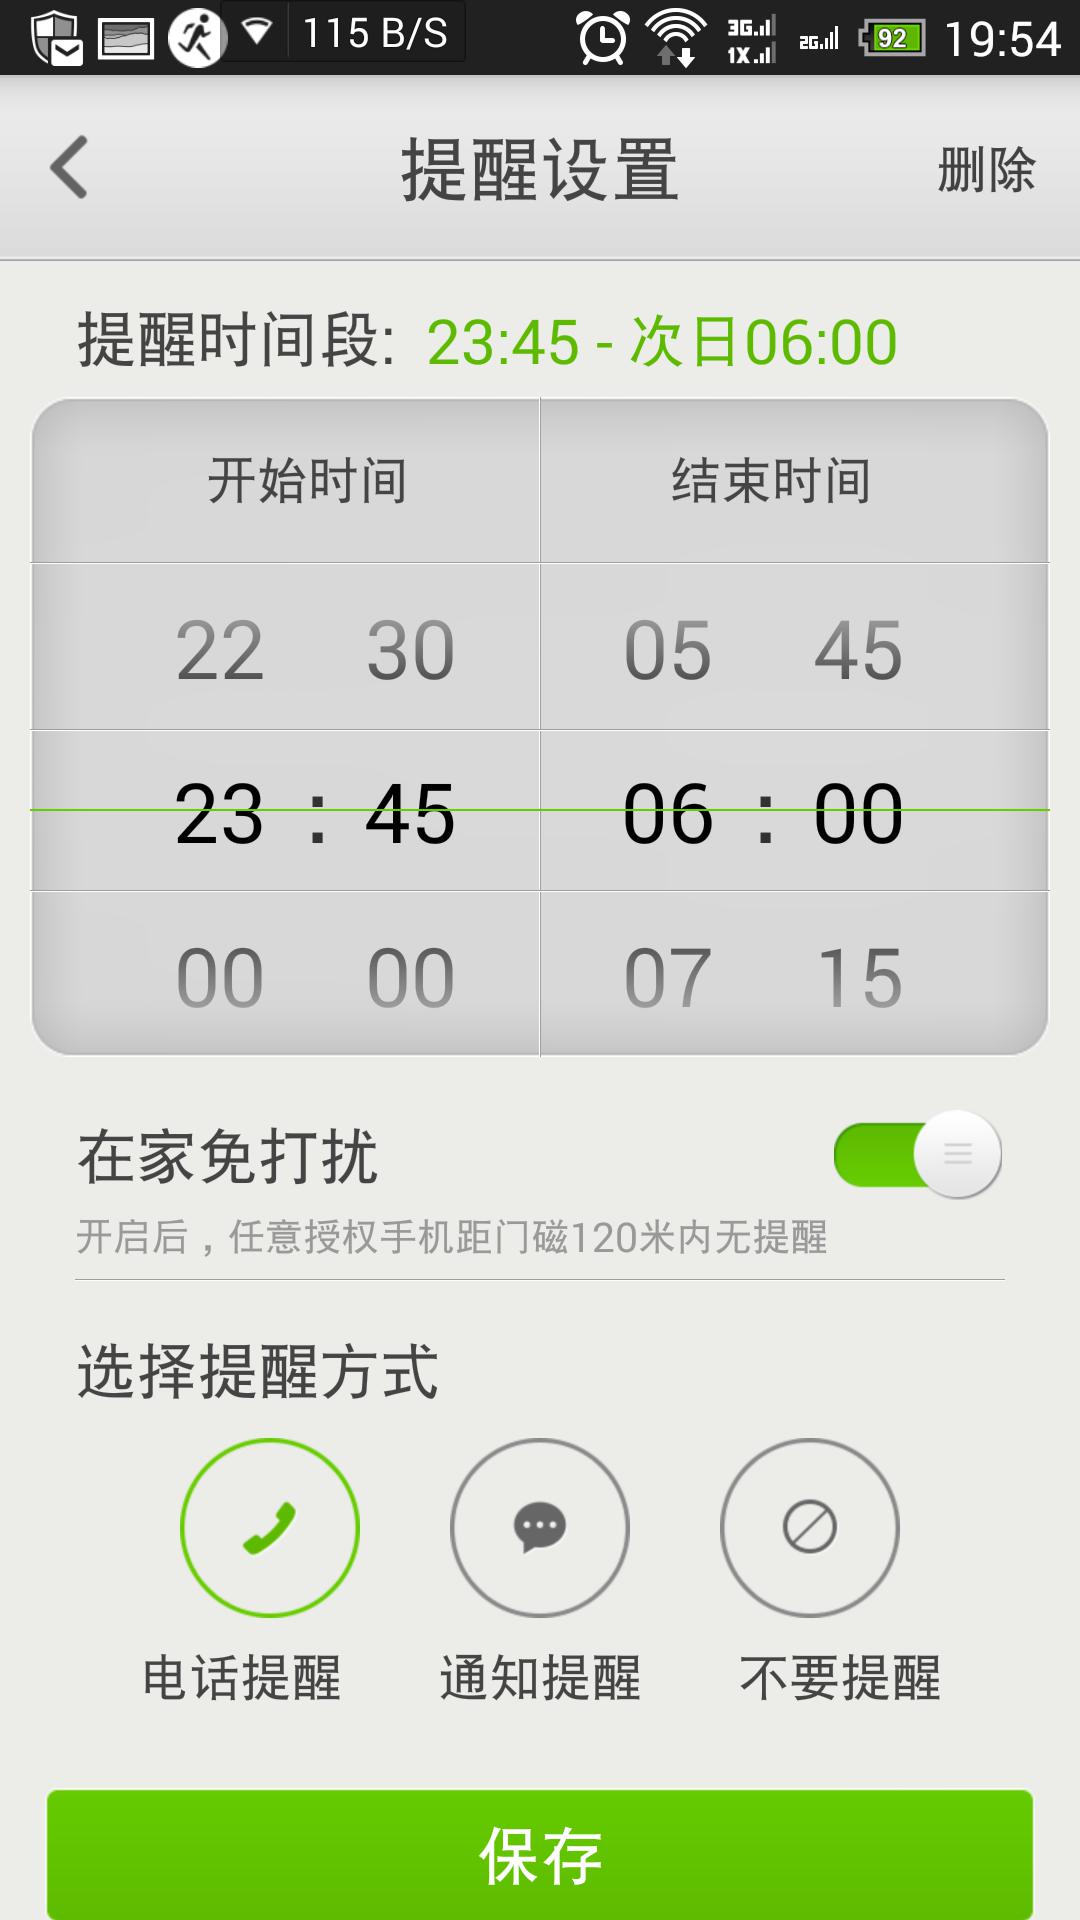 115 B/S 3G 1X 2G 92 19:54
提醒设置 删除
提醒时间段: 23:45 - 次日06:00
开始时间 结束时间
22 30 05 45
23 : 45 06 : 00
00 00 07 15
在家免打扰
开启后，任意授权手机距门磁120米内无提醒
选择提醒方式
电话提醒 通知提醒 不要提醒
保存